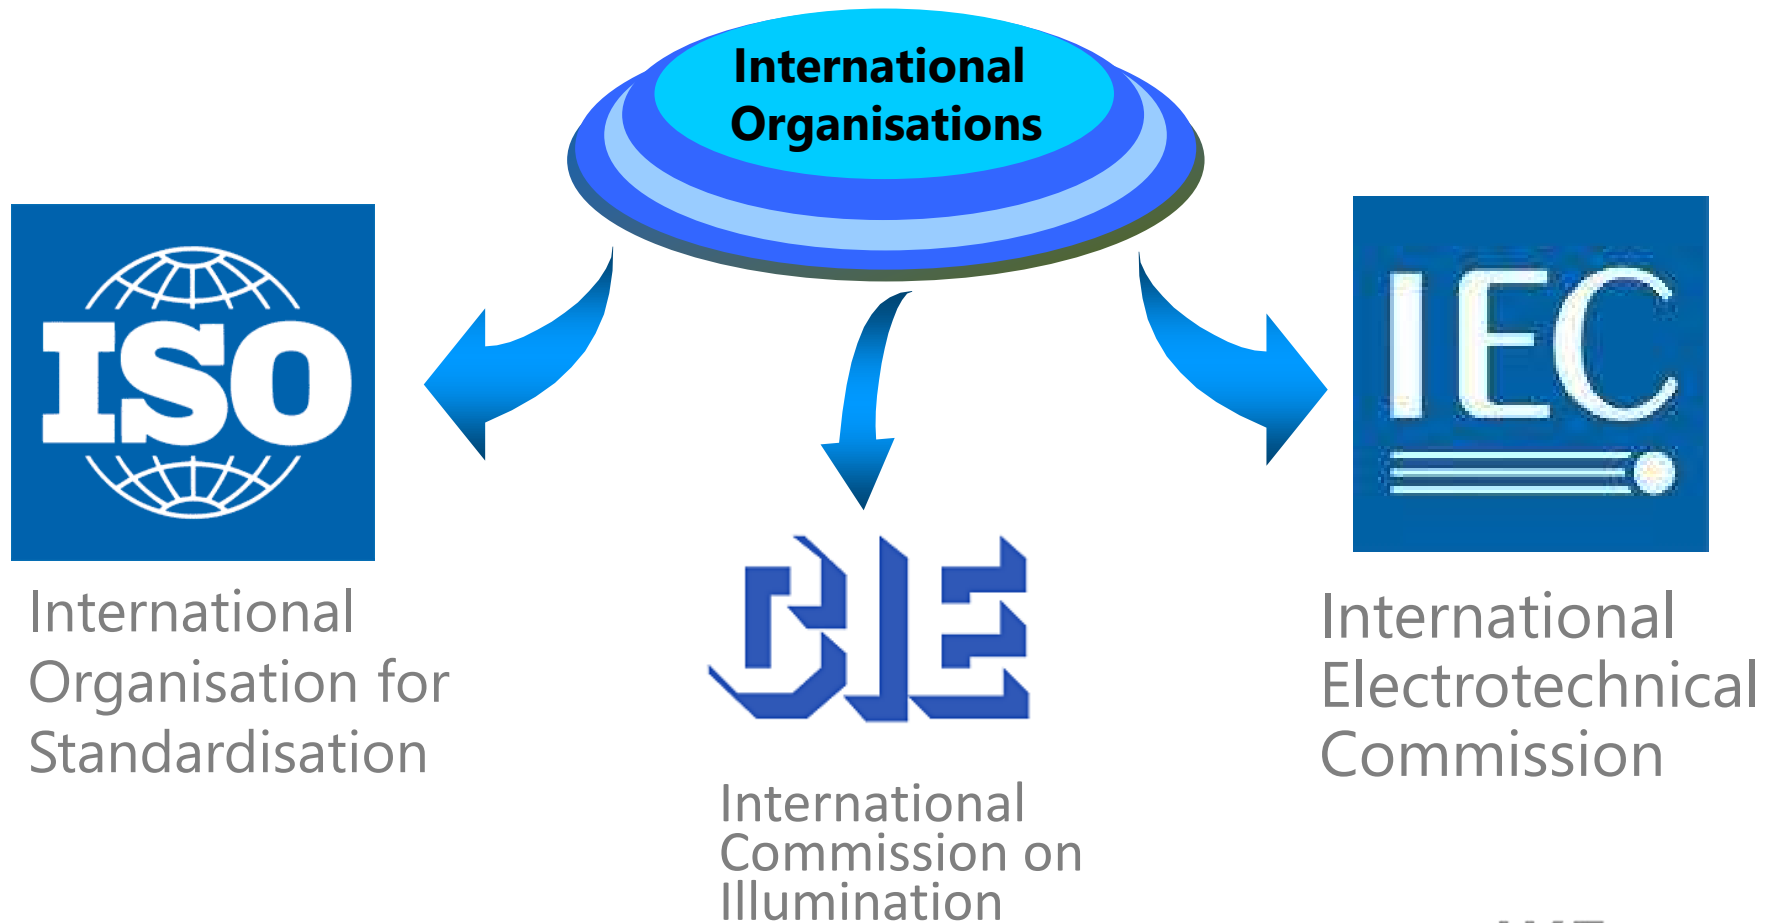 International
Organisations
ISO
International
Organisation for
Standardisation
CIE
International
Commission on
Illumination
IEC
International
Electrotechnical
Commission